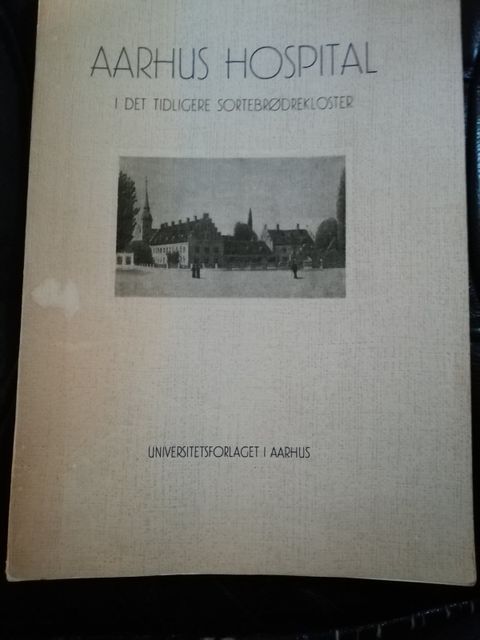 AARHUS HOSPITAL
I DET TIDLIGERE SORTEBRØDREKLOSTER
UNIVERSITETSFORLAGET I AARHUS